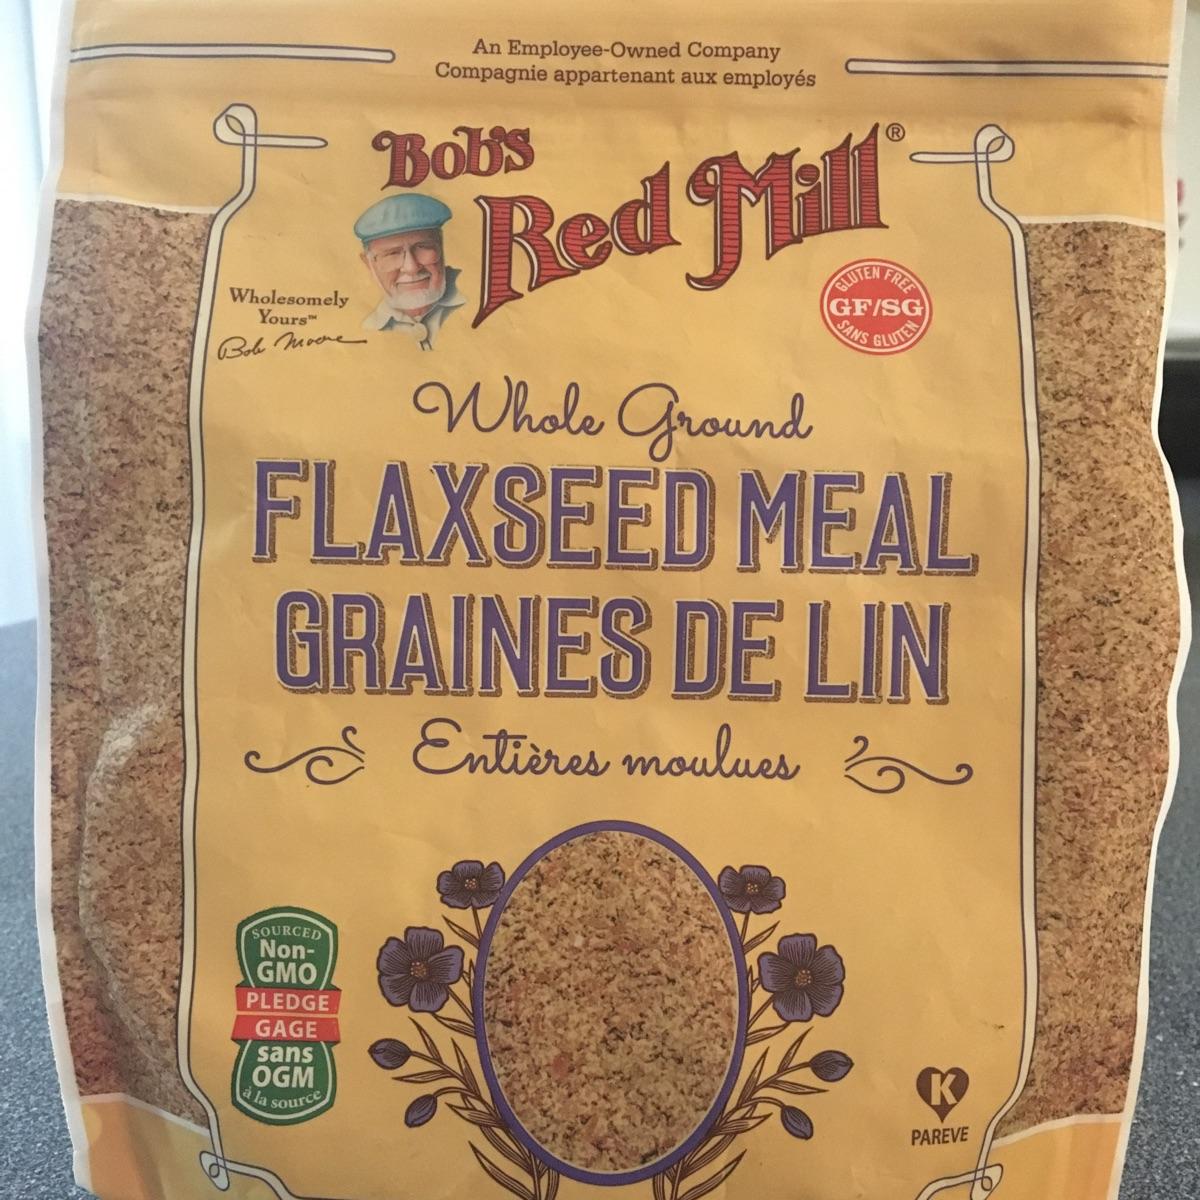 An Employee-Owned Company
Compagnie appartenant aux employés
Bob's
Red Mill®
Wholesomely
Yours™
Bob Moore
GLUTEN FREE
GF/SG
SANS GLUTEN
Whole Ground
FLAXSEED MEAL
GRAINES DE LIN
Entières moulues
SOURCED
Non-
GMO
PLEDGE
GAGE
sans
OGM
à la source
K
PAREVE